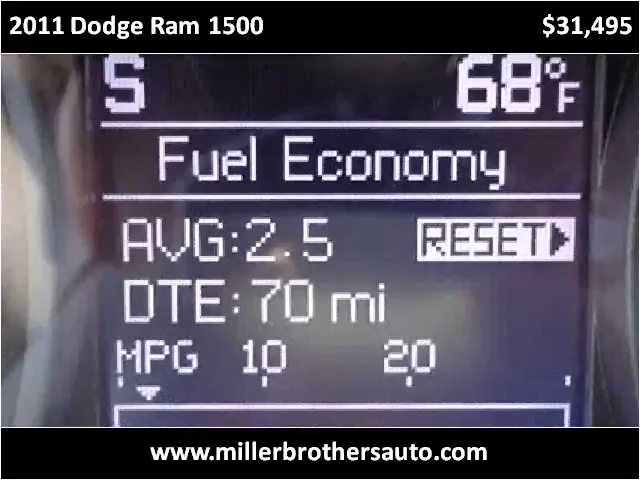 2011 Dodge Ram 1500 $31,495
S 68°F
Fuel Economy
AVG:2.5 RESET
DTE:70 mi
MPG 10 20
www.millerbrothersauto.com